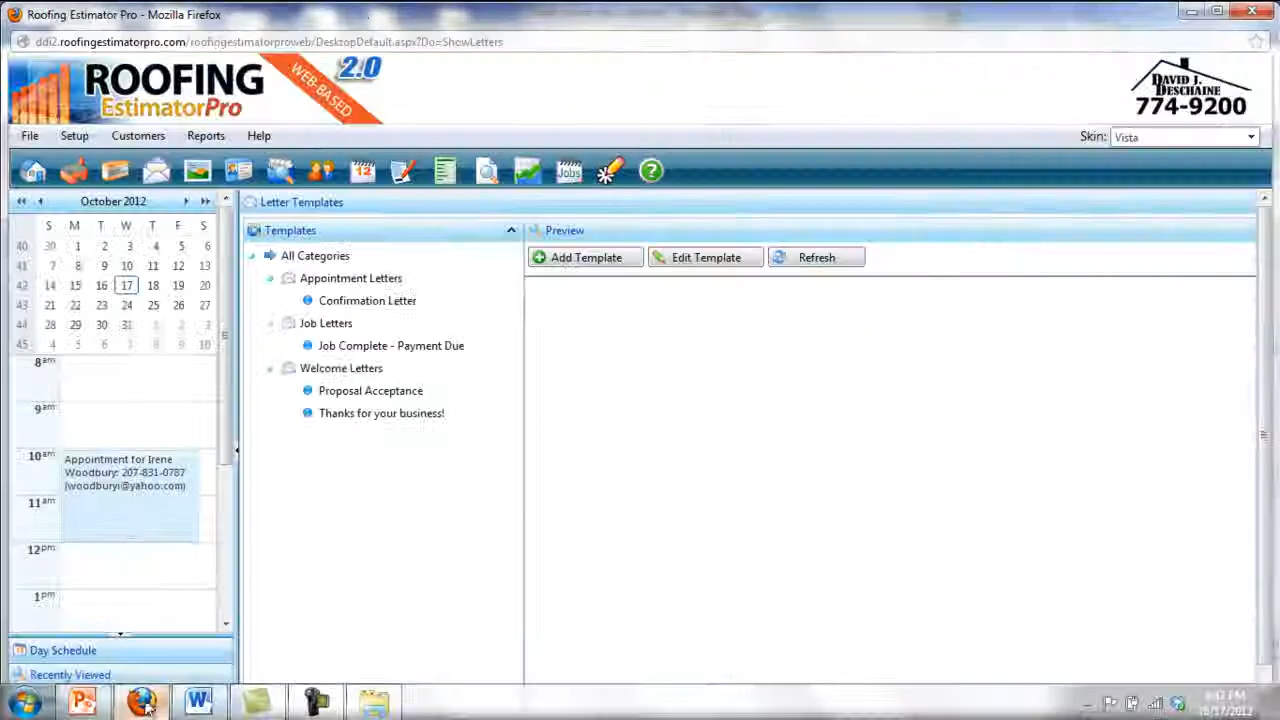 Roofing Estimator Pro - Mozilla Firefox
ddi2.roofingestimatorpro.com/roofingestimatorproweb/DesktopDefault.aspx?Do=ShowLetters
ROOFING
EstimatorPro
WEB-BASED
2.0
DAVID J.
DESCHAINE
774-9200
File Setup Customers Reports Help
Skin: Vista
12 Jobs ?
October 2012
S M T W T F S
40 30 1 2 3 4 5 6
41 7 8 9 10 11 12 13
42 14 15 16 17 18 19 20
43 21 22 23 24 25 26 27
44 28 29 30 31 1 2 3
45 4 5 6 7 8 9 10
8am
9am
10am
Appointment for Irene
Woodbury: 207-831-0787
(woodburyi@yahoo.com)
11am
12pm
1pm
Day Schedule
Recently Viewed
Letter Templates
Templates
All Categories
Appointment Letters
Confirmation Letter
Job Letters
Job Complete - Payment Due
Welcome Letters
Proposal Acceptance
Thanks for your business!
Preview
Add Template Edit Template Refresh
10/17/2012